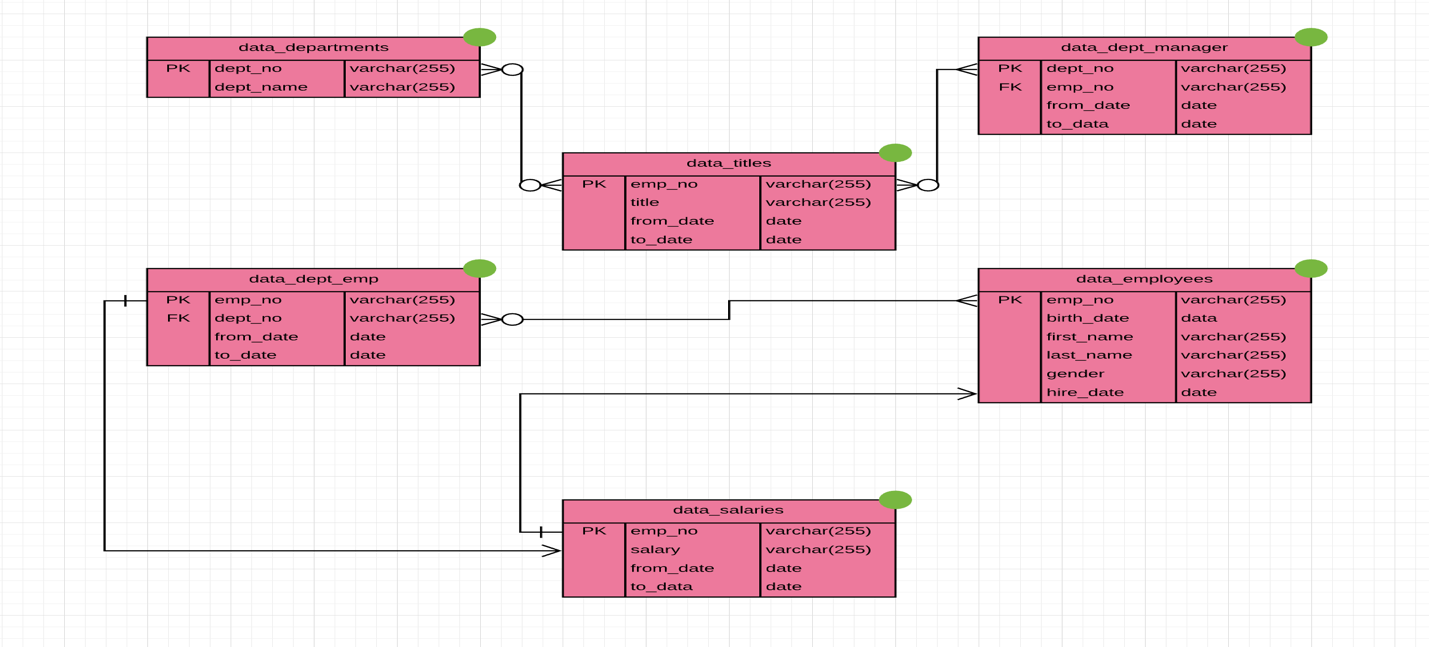 data_departments
PK dept_no varchar(255)
dept_name varchar(255)
data_dept_manager
PK dept_no varchar(255)
FK emp_no varchar(255)
from_date date
to_data date
data_titles
PK emp_no varchar(255)
title varchar(255)
from_date date
to_date date
data_dept_emp
PK emp_no varchar(255)
FK dept_no varchar(255)
from_date date
to_date date
data_employees
PK emp_no varchar(255)
birth_date data
first_name varchar(255)
last_name varchar(255)
gender varchar(255)
hire_date date
data_salaries
PK emp_no varchar(255)
salary varchar(255)
from_date date
to_data date